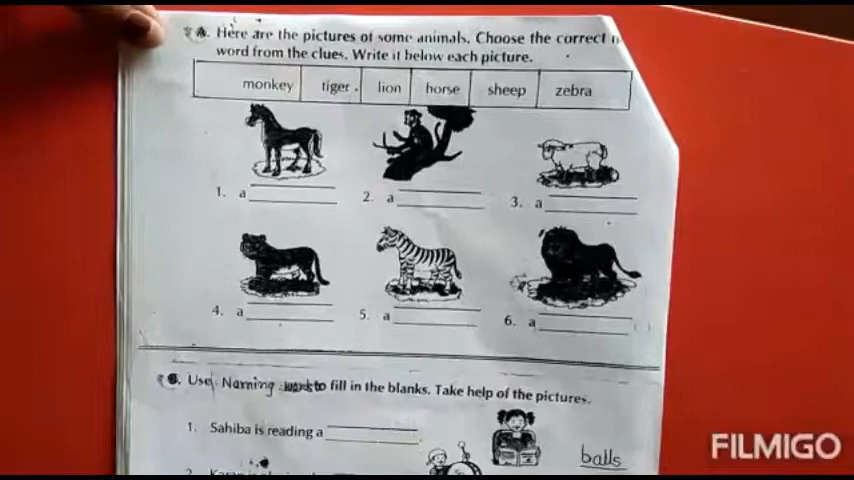 A. Here are the pictures of some animals. Choose the correct
word from the clues. Write it below each picture.
monkey tiger lion horse sheep zebra
1. a
2. a
3. a
4. a
5. a
6. a
B. Use Naming words to fill in the blanks. Take help of the pictures.
1. Sahiba is reading a
balls
2.
FILMIGO